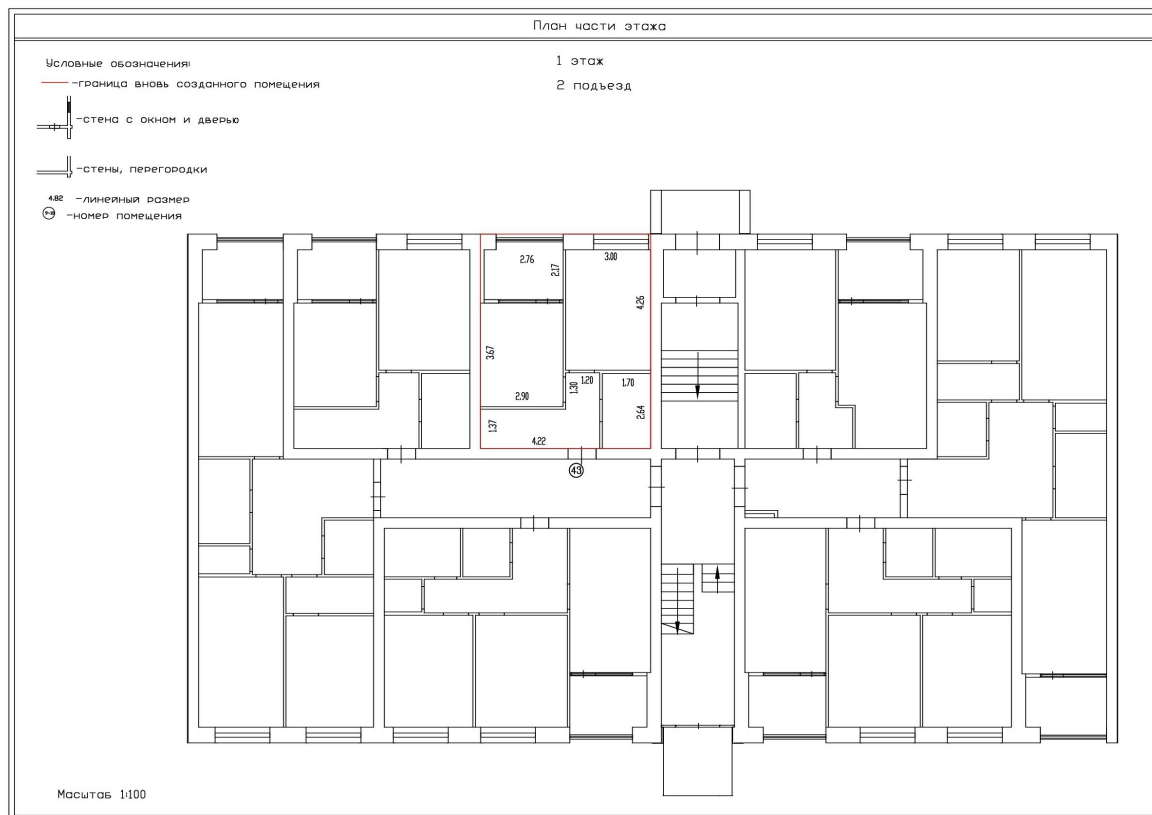 План части этажа
Условные обозначения:
-граница вновь созданного помещения
-стена с окном и дверью
-стены, перегородки
4.82 -линейный размер
-номер помещения
1 этаж
2 подъезд
2.76
2.17
3.00
4.26
3.67
2.90
1.30
1.20
1.70
2.64
1.37
4.22
43
Масштаб 1:100